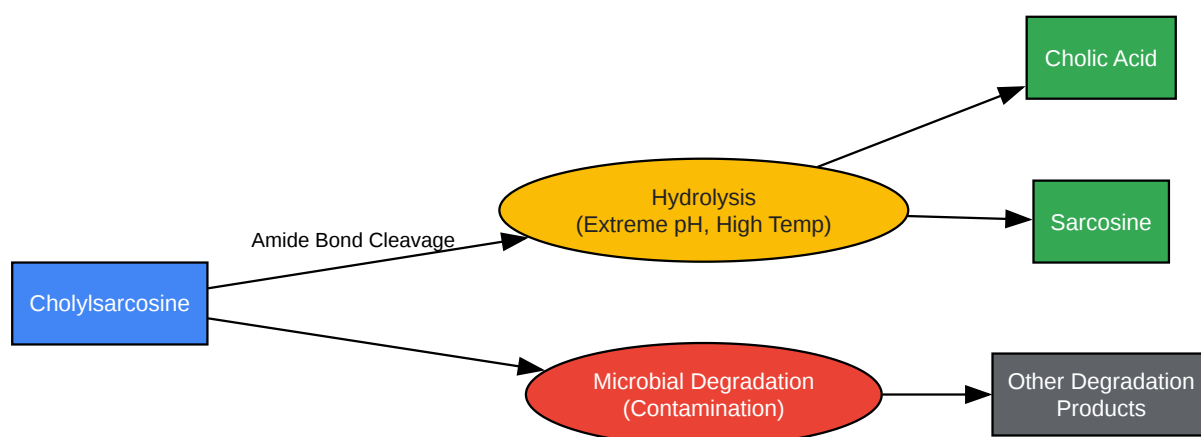 Cholic Acid
Hydrolysis
(Extreme pH, High Temp)
Sarcosine
Amide Bond Cleavage
Cholylsarcosine
Microbial Degradation
(Contamination)
Other Degradation
Products